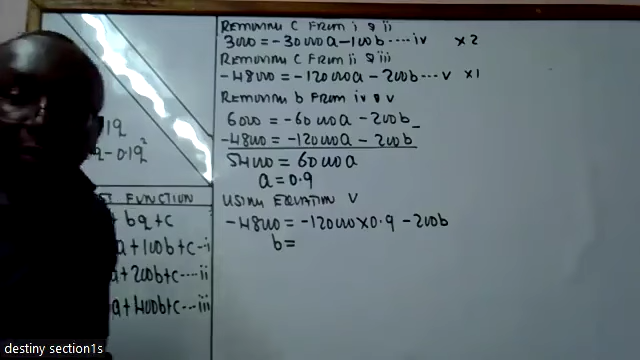 REMOVING C FROM i & ii
3000 = -30000a - 100b ---- iv x2
REMOVING C FROM ii & iii
-4800 = -120000a - 200b --- v x1
REMOVING b FROM iv & v
6000 = -60000a - 200b _
-4800 = -120000a - 200b
5400 = 60000a
a = 0.9
USING EQUATION V
-4800 = -120000 x 0.9 - 200b
b =
1q
q - 0.1q²
FUNCTION
+ bq + c
a + 100b + c - i
a + 200b + c --- ii
a + 400b + c --- iii
destiny section1s